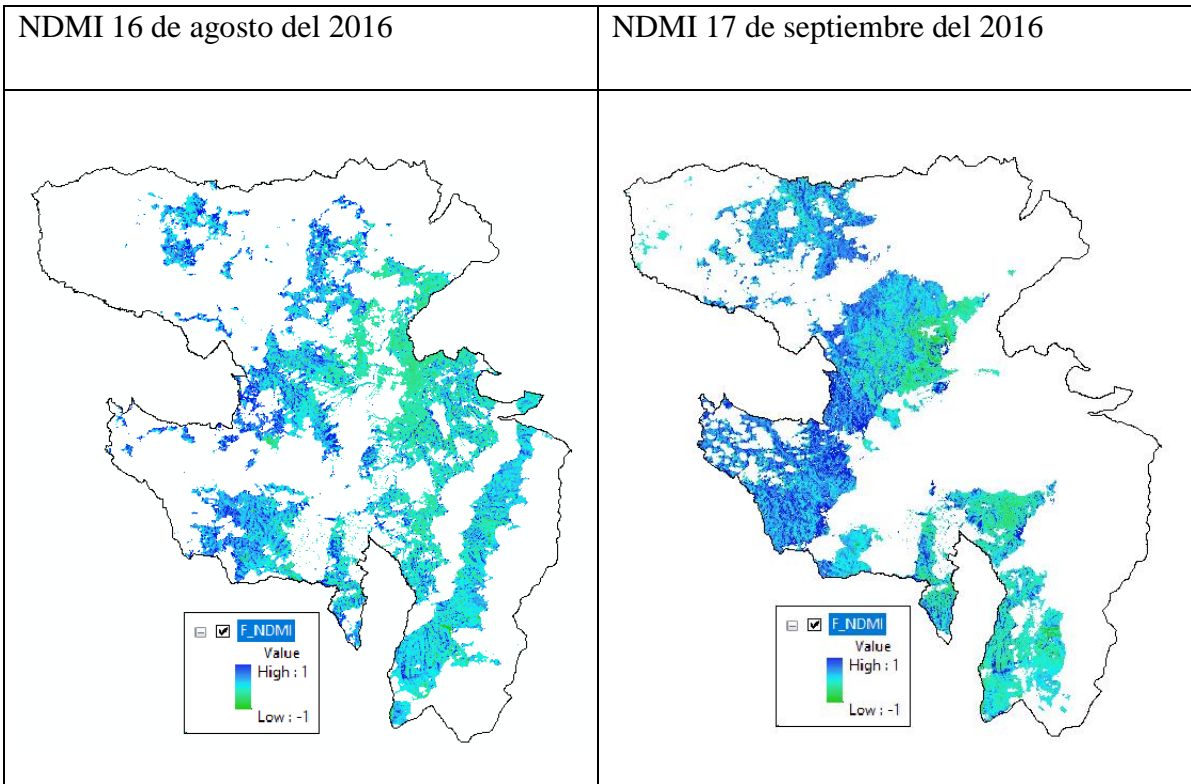 NDMI 16 de agosto del 2016
NDMI 17 de septiembre del 2016
F_NDMI
Value
High : 1
Low : -1
F_NDMI
Value
High : 1
Low : -1